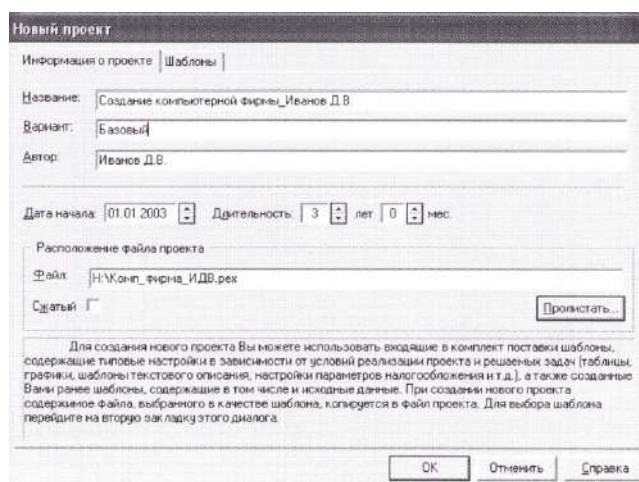 Новый проект
Информация о проекте Шаблоны
Название: Создание компьютерной фирмы_Иванов Д.В.
Вариант: Базовый
Автор: Иванов Д.В.
Дата начала: 01.01.2003 Длительность: 3 лет 0 мес.
Расположение файла проекта
Файл: H:\Комп_фирма_ИДВ.pex
Сжатый
Пролистать...
Для создания нового проекта Вы можете использовать входящие в комплект поставки шаблоны,
содержащие типовые настройки в зависимости от условий реализации проекта и решаемых задач (таблицы,
графики, шаблоны текстового описания, настройки параметров налогообложения и т.д.), а также созданные
Вами ранее шаблоны, содержащие в том числе и исходные данные. При создании нового проекта
содержимое файла, выбранного в качестве шаблона, копируется в файл проекта. Для выбора шаблона
перейдите на вторую закладку этого диалога.
OK Отменить Справка